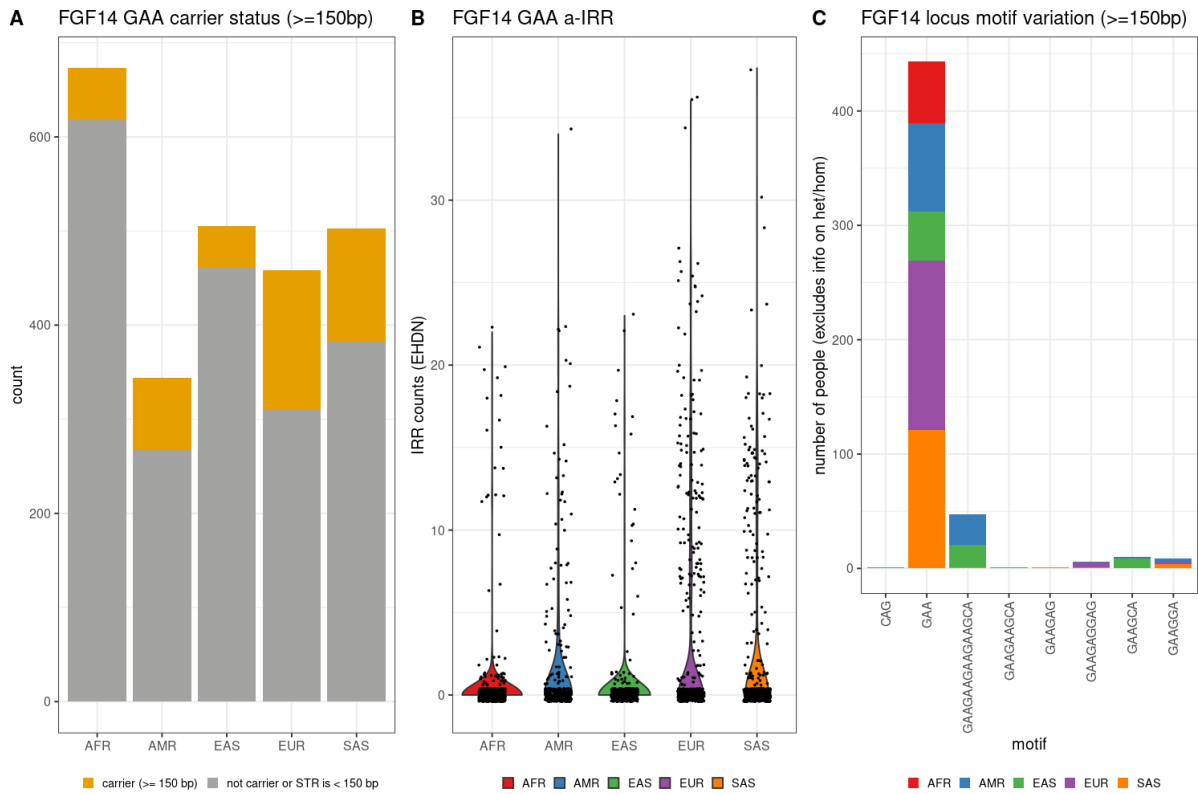 A
FGF14 GAA carrier status (>=150bp)
count
600
400
200
0
AFR
AMR
EAS
EUR
SAS
carrier (>= 150 bp)
not carrier or STR is < 150 bp
B
FGF14 GAA a-IRR
IRR counts (EHDN)
30
20
10
0
AFR
AMR
EAS
EUR
SAS
AFR
AMR
EAS
EUR
SAS
C
FGF14 locus motif variation (>=150bp)
number of people (excludes info on het/hom)
400
300
200
100
0
CAG
GAA
GAAGAAGAAGAAGAAGCA
GAAGAAGCA
GAAGAG
GAAGAGGAG
GAAGCA
GAAGGA
motif
AFR
AMR
EAS
EUR
SAS